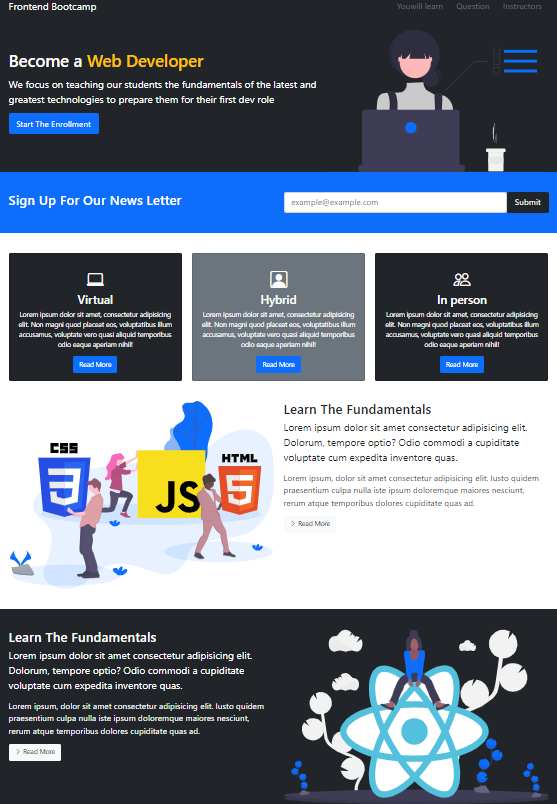 Frontend Bootcamp
Youwill learn Question Instructors
Become a Web Developer
We focus on teaching our students the fundamentals of the latest and
greatest technologies to prepare them for their first dev role
Start The Enrollment
Sign Up For Our News Letter
example@example.com
Submit
Virtual
Lorem ipsum dolor sit amet, consectetur adipisicing
elit. Non magni quod placeat eos, voluptatibus illum
accusamus, voluptate vero quasi aliquid temporibus
odio eaque aperiam nihil!
Read More
Hybrid
Lorem ipsum dolor sit amet, consectetur adipisicing
elit. Non magni quod placeat eos, voluptatibus illum
accusamus, voluptate vero quasi aliquid temporibus
odio eaque aperiam nihil!
Read More
In person
Lorem ipsum dolor sit amet, consectetur adipisicing
elit. Non magni quod placeat eos, voluptatibus illum
accusamus, voluptate vero quasi aliquid temporibus
odio eaque aperiam nihil!
Read More
CSS
3
JS
HTML
5
Learn The Fundamentals
Lorem ipsum dolor sit amet consectetur adipisicing elit.
Dolorum, tempore optio? Odio commodi a cupiditate
voluptate cum expedita inventore quas.
Lorem ipsum, dolor sit amet consectetur adipisicing elit. Iusto quidem
praesentium culpa nulla iste ipsum doloremque maiores nesciunt,
rerum atque temporibus dolores cupiditate quas ad.
Read More
Learn The Fundamentals
Lorem ipsum dolor sit amet consectetur adipisicing elit.
Dolorum, tempore optio? Odio commodi a cupiditate
voluptate cum expedita inventore quas.
Lorem ipsum, dolor sit amet consectetur adipisicing elit. Iusto quidem
praesentium culpa nulla iste ipsum doloremque maiores nesciunt,
rerum atque temporibus dolores cupiditate quas ad.
Read More